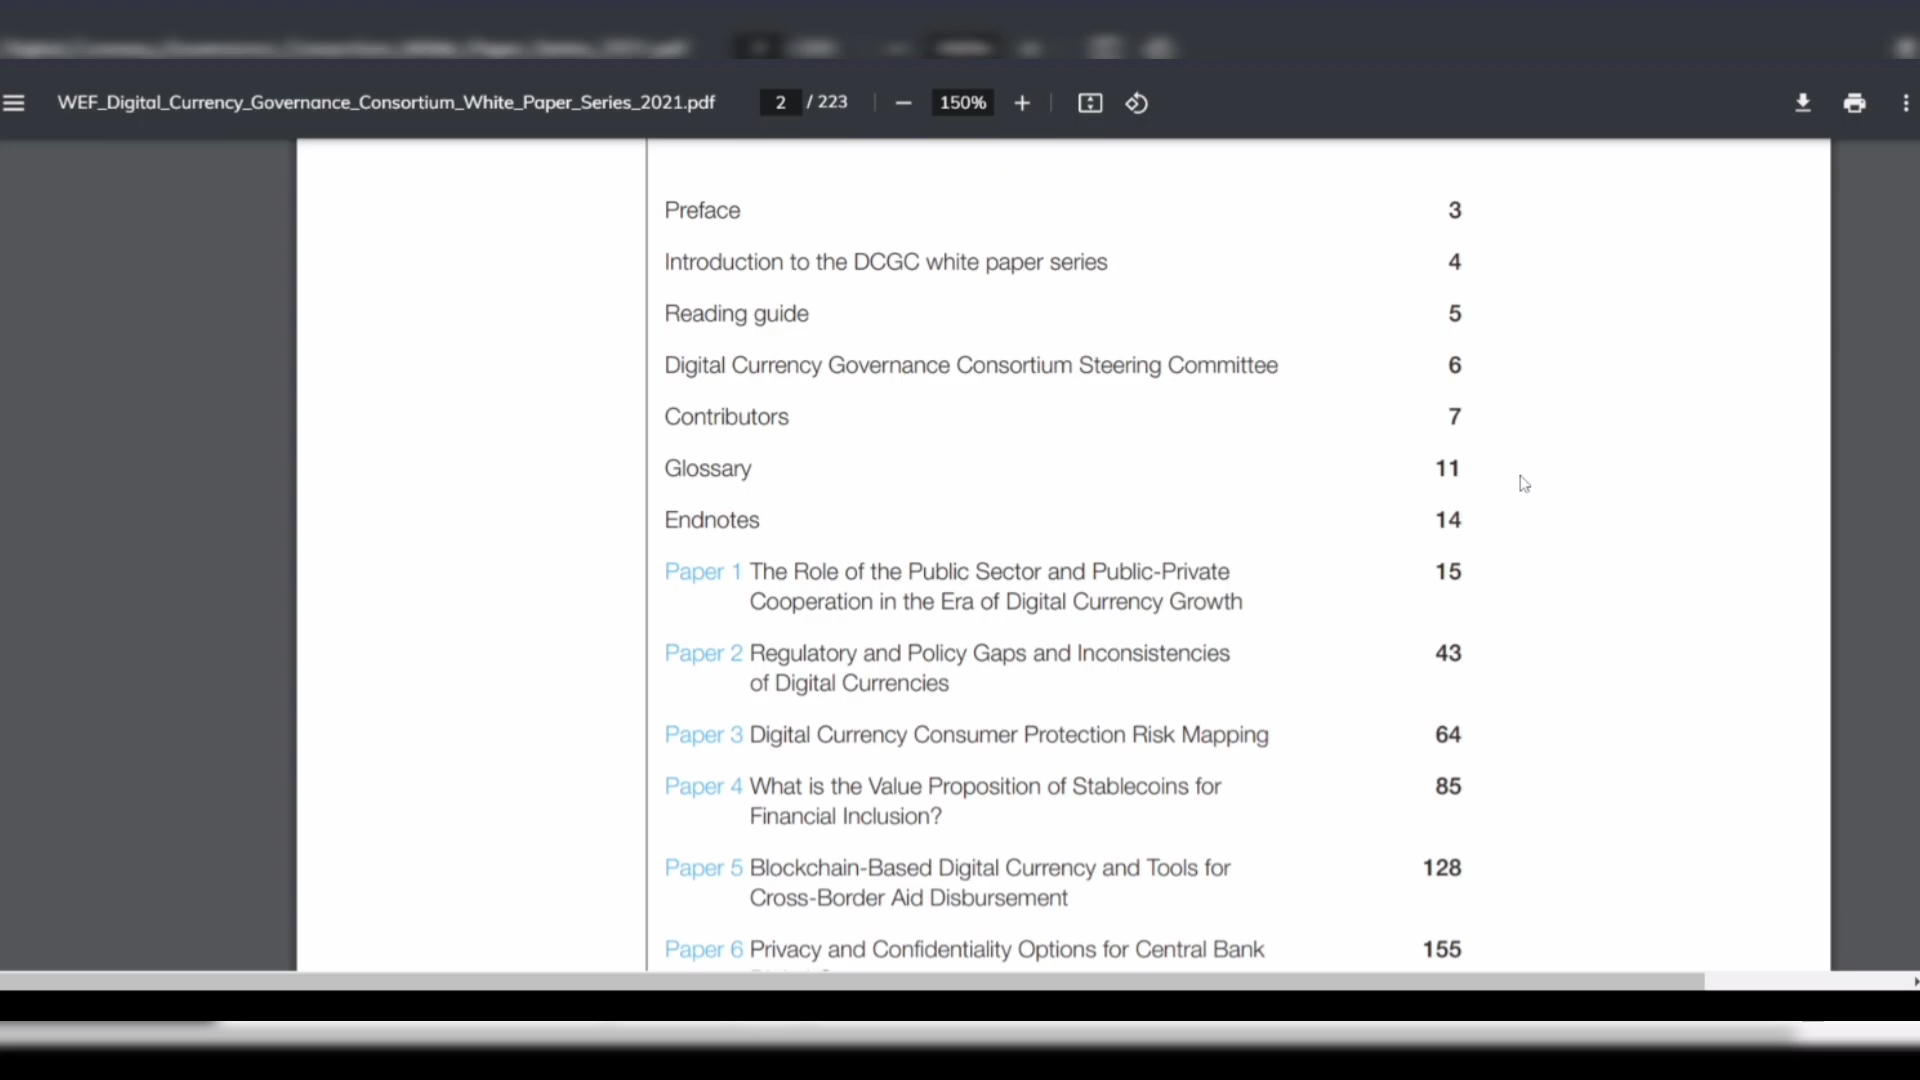 WEF_Digital_Currency_Governance_Consortium_White_Paper_Series_2021.pdf 2 / 223 150%
Preface 3
Introduction to the DCGC white paper series 4
Reading guide 5
Digital Currency Governance Consortium Steering Committee 6
Contributors 7
Glossary 11
Endnotes 14
Paper 1 The Role of the Public Sector and Public-Private 15
Cooperation in the Era of Digital Currency Growth
Paper 2 Regulatory and Policy Gaps and Inconsistencies 43
of Digital Currencies
Paper 3 Digital Currency Consumer Protection Risk Mapping 64
Paper 4 What is the Value Proposition of Stablecoins for 85
Financial Inclusion?
Paper 5 Blockchain-Based Digital Currency and Tools for 128
Cross-Border Aid Disbursement
Paper 6 Privacy and Confidentiality Options for Central Bank 155